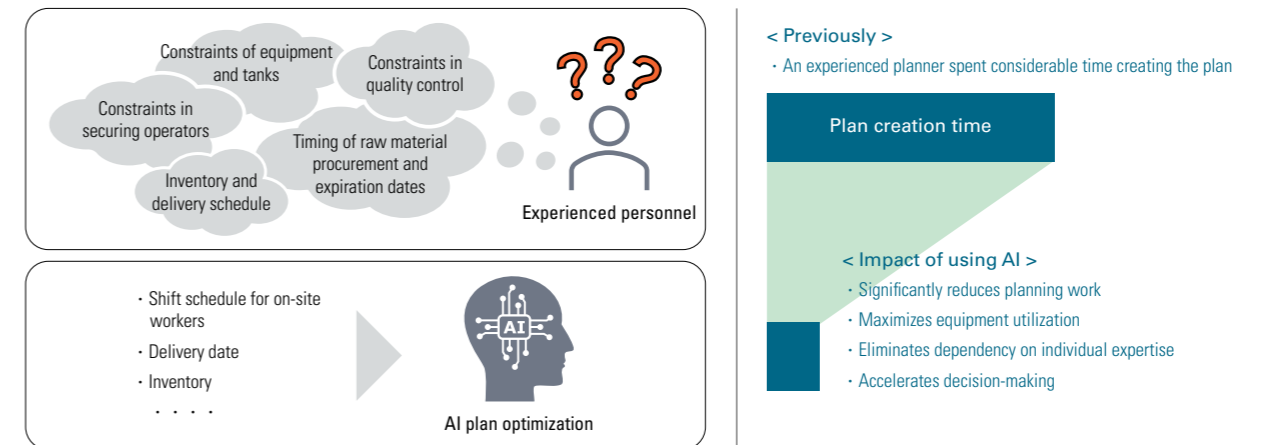 Constraints of equipment
and tanks
Constraints in
quality control
Constraints in
securing operators
Timing of raw material
procurement and
expiration dates
Inventory and
delivery schedule
???
Experienced personnel
・Shift schedule for on-site
workers
・Delivery date
・Inventory
・・・・
AI
AI plan optimization
< Previously >
・An experienced planner spent considerable time creating the plan
Plan creation time
< Impact of using AI >
・Significantly reduces planning work
・Maximizes equipment utilization
・Eliminates dependency on individual expertise
・Accelerates decision-making